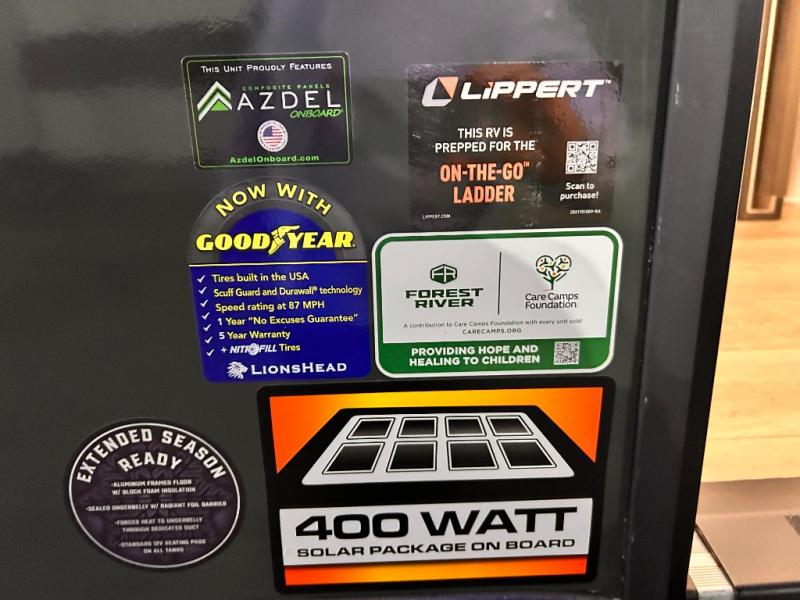 THIS UNIT PROUDLY FEATURES
COMPOSITE PANELS
AZDEL
ONBOARD®
AzdelOnboard.com
LIPPERT™
THIS RV IS
PREPPED FOR THE
ON-THE-GO™
LADDER
Scan to
purchase!
LIPPERT.COM
NOW WITH
GOODYEAR
✓ Tires built in the USA
✓ Scuff Guard and Durawall® technology
✓ Speed rating at 87 MPH
✓ 1 Year "No Excuses Guarantee"
✓ 5 Year Warranty
✓ + NITROFILL Tires
LIONSHEAD
FR
FOREST
RIVER
Care Camps
Foundation
A contribution to Care Camps Foundation with every unit sold
CARECAMPS.ORG
PROVIDING HOPE AND
HEALING TO CHILDREN
EXTENDED SEASON
READY
•ALUMINUM FRAMED FLOOR
W/ BLOCK FOAM INSULATION
•SEALED UNDERBELLY W/ RADIANT FOIL BARRIER
•FORCED HEAT TO UNDERBELLY
THROUGH DEDICATED DUCT
•STANDARD 12V HEATING PADS
ON ALL TANKS
400 WATT
SOLAR PACKAGE ON BOARD